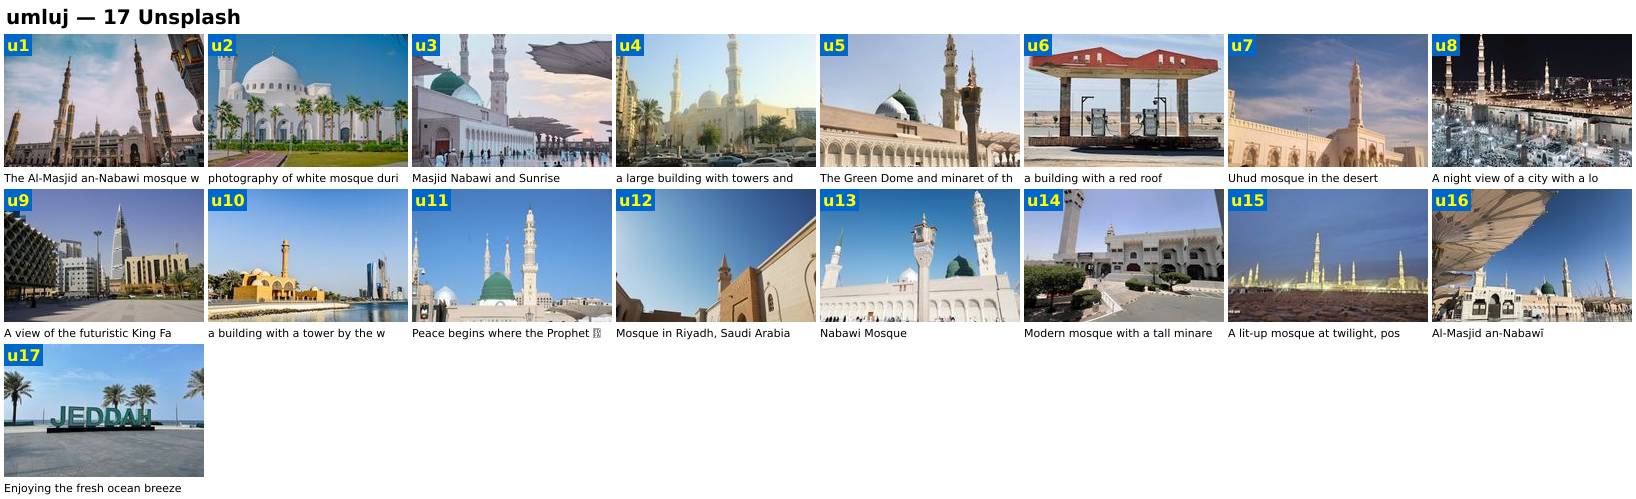 umluj — 17 Unsplash
u1
u2
u3
u4
u5
u6
u7
u8
The Al-Masjid an-Nabawi mosque w
photography of white mosque duri
Masjid Nabawi and Sunrise
a large building with towers and
The Green Dome and minaret of th
a building with a red roof
Uhud mosque in the desert
A night view of a city with a lo
u9
u10
u11
u12
u13
u14
u15
u16
A view of the futuristic King Fa
a building with a tower by the w
Peace begins where the Prophet
Mosque in Riyadh, Saudi Arabia
Nabawi Mosque
Modern mosque with a tall minare
A lit-up mosque at twilight, pos
Al-Masjid an-Nabawī
u17
JEDDAH
Enjoying the fresh ocean breeze